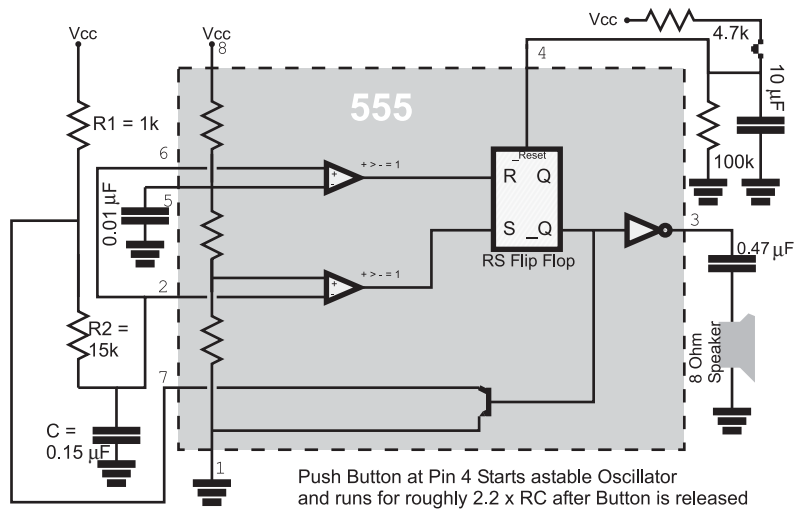 Vcc
Vcc
Vcc
8
4.7k
4
10 µF
555
R1 = 1k
6
+ > - = 1
_Reset
R Q
100k
5
0.01 µF
+
-
S _Q
3
RS Flip Flop
0.47 µF
2
+ > - = 1
+
-
R2 =
15k
8 Ohm
Speaker
7
C =
0.15 µF
1
Push Button at Pin 4 Starts astable Oscillator
and runs for roughly 2.2 x RC after Button is released